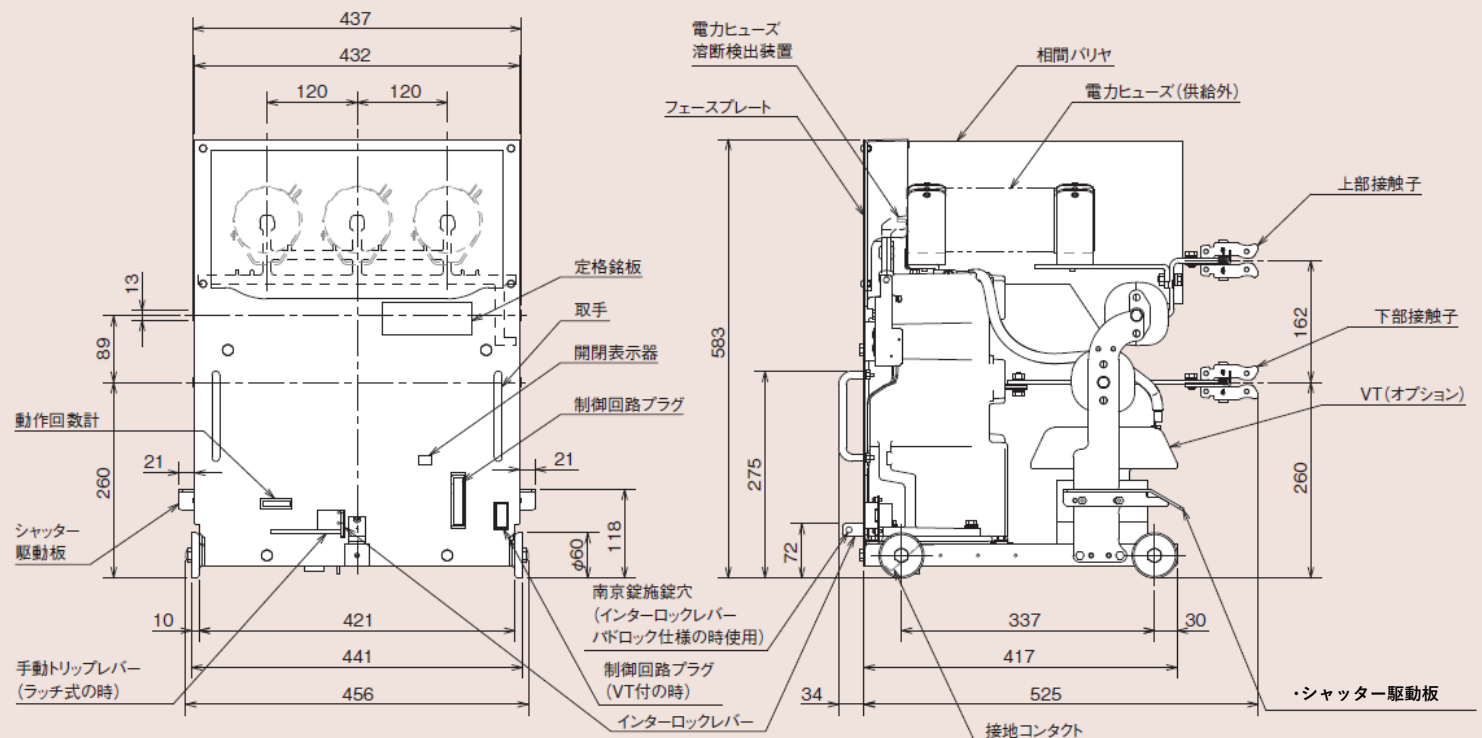 437
432
120
120
13
89
260
定格銘板
取手
開閉表示器
制御回路プラグ
動作回数計
21
21
シャッター
駆動板
118
φ60
10
421
441
456
手動トリップレバー
(ラッチ式の時)
南京錠施錠穴
(インターロックレバー
パドロック仕様の時使用)
制御回路プラグ
(VT付の時)
インターロックレバー
電力ヒューズ
溶断検出装置
フェースプレート
相間バリヤ
電力ヒューズ(供給外)
上部接触子
下部接触子
VT(オプション)
583
275
72
162
260
337
30
417
34
525
・シャッター駆動板
接地コンタクト